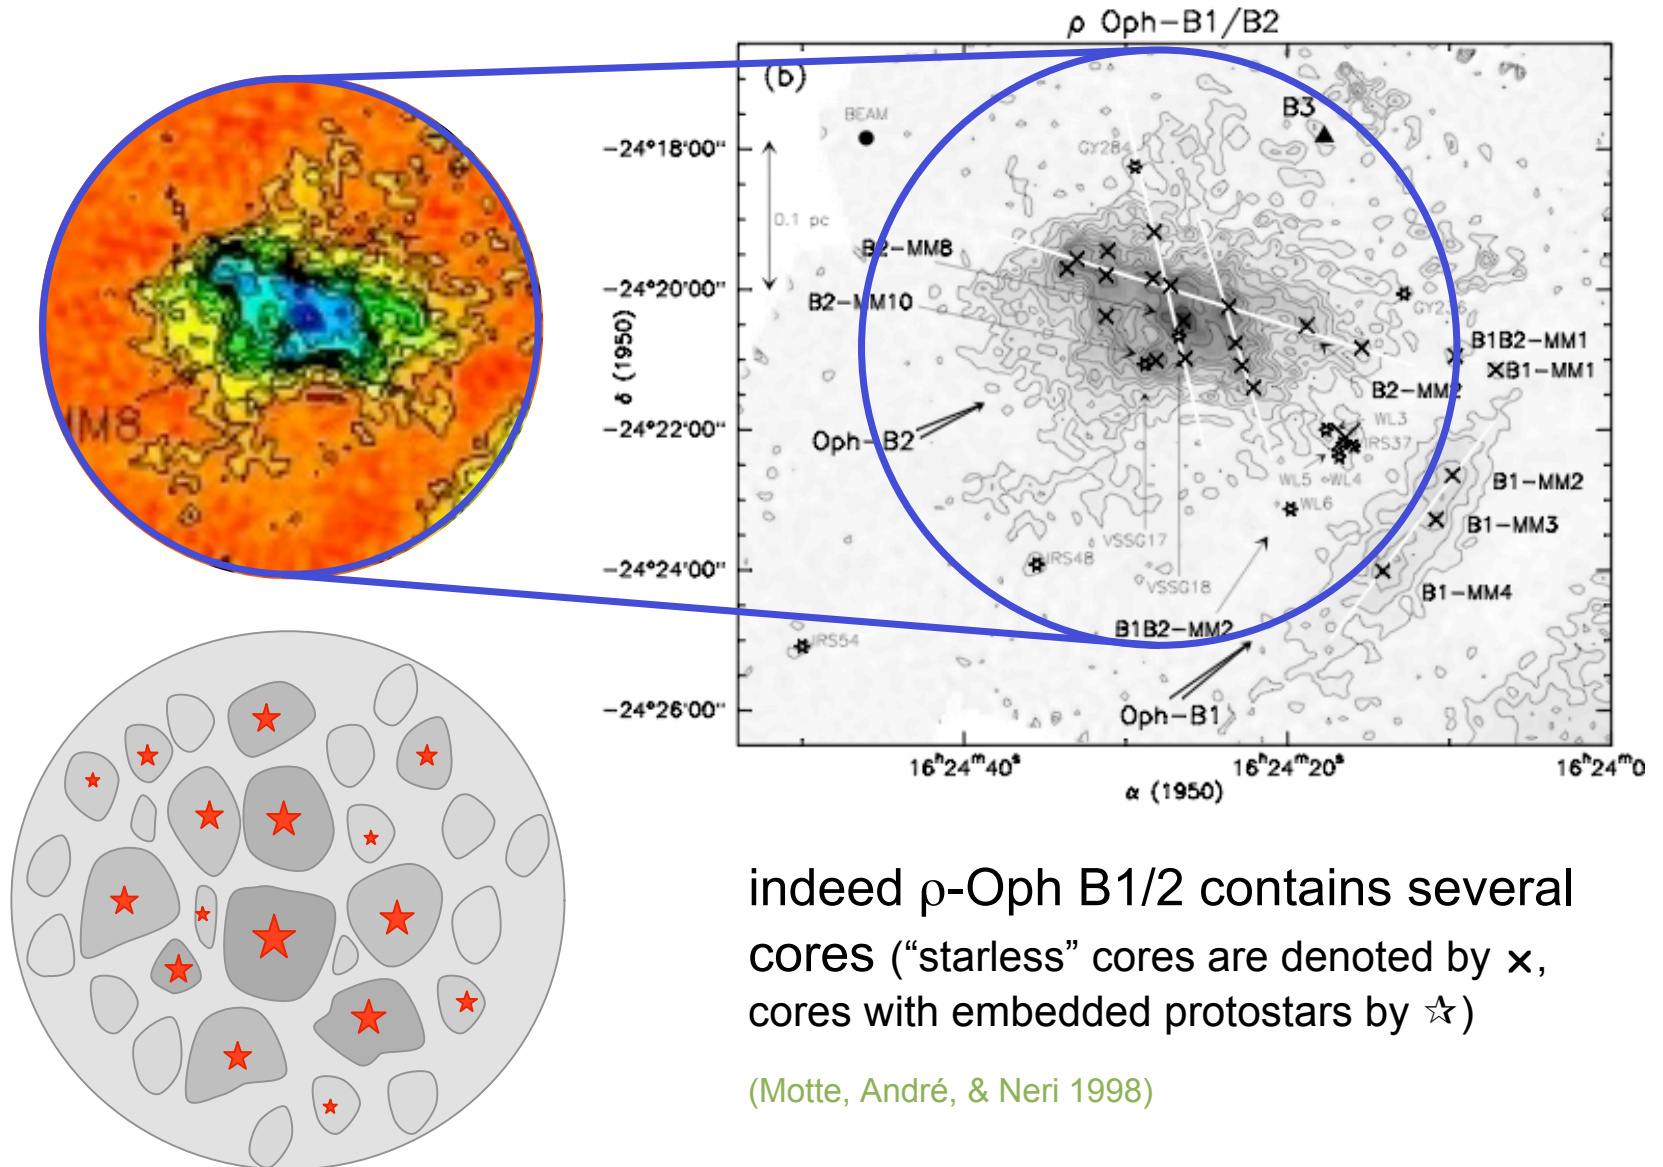 ρ Oph-B1/B2
(b)
BEAM
B3
-24°18'00"
GY284
0.1 pc
B2-MM8
-24°20'00"
B2-MM10
δ (1950)
B1B2-MM1
B1-MM1
B2-MM2
MM8
-24°22'00"
Oph-B2
WL3
IRS37
WL5
WL4
WL6
B1-MM2
B1-MM3
VSSG17
IRS48
-24°24'00"
VSSG18
B1-MM4
B1B2-MM2
IRS54
-24°26'00"
Oph-B1
16ʰ24ᵐ40ˢ
16ʰ24ᵐ20ˢ
16ʰ24ᵐ0
α (1950)
indeed ρ-Oph B1/2 contains several
cores (“starless” cores are denoted by ×,
cores with embedded protostars by ☆)
(Motte, André, & Neri 1998)